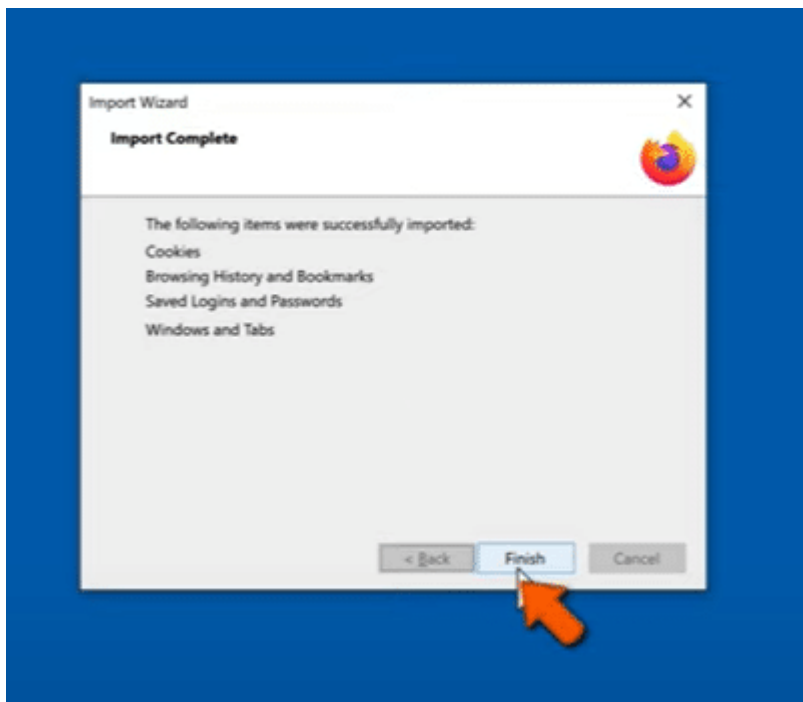 Import Wizard
Import Complete
The following items were successfully imported:
Cookies
Browsing History and Bookmarks
Saved Logins and Passwords
Windows and Tabs
< Back
Finish
Cancel